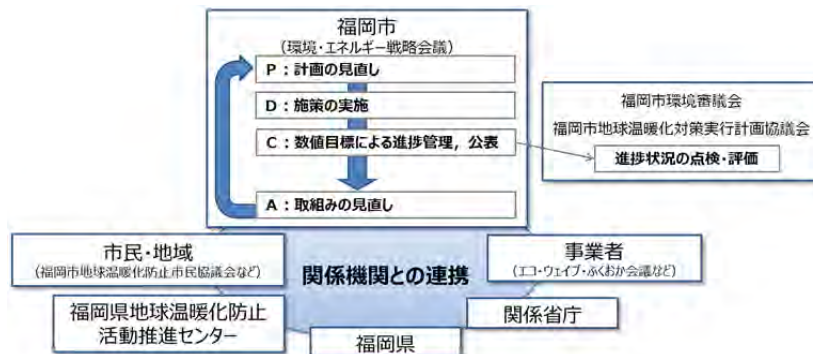 福岡市
（環境・エネルギー戦略会議）
P：計画の見直し
D：施策の実施
C：数値目標による進捗管理，公表
A：取組みの見直し
福岡市環境審議会
福岡市地球温暖化対策実行計画協議会
進捗状況の点検・評価
市民・地域
（福岡市地球温暖化防止市民協議会など）
関係機関との連携
事業者
（エコ・ウェイブ・ふくおか会議など）
福岡県地球温暖化防止
活動推進センター
関係省庁
福岡県